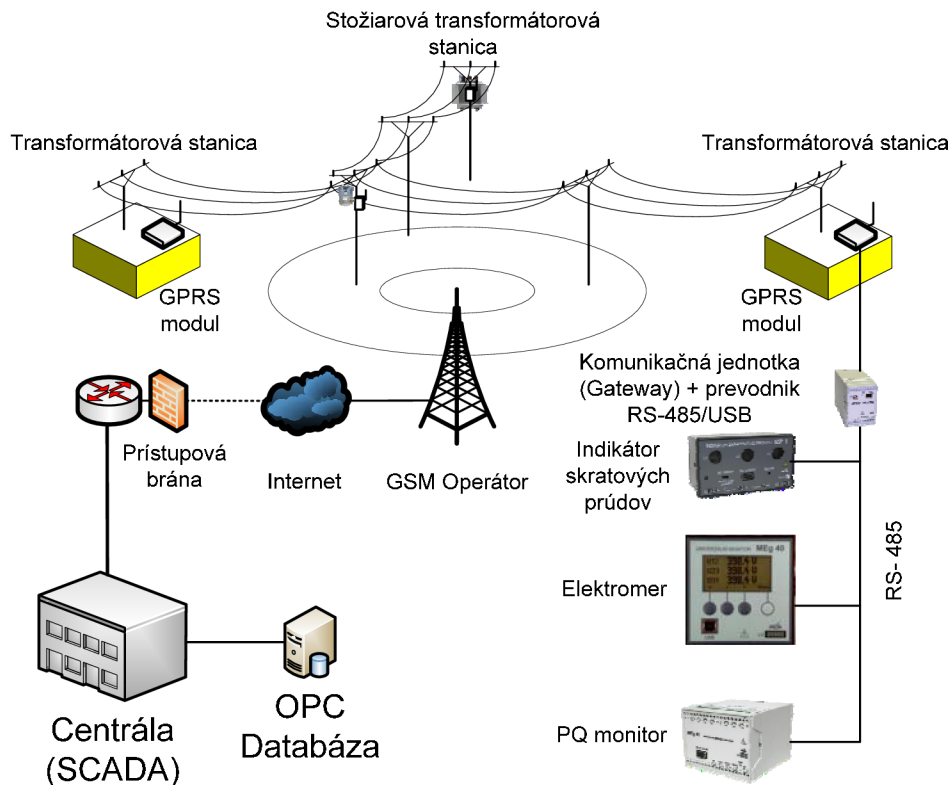 Stožiarová transformátorová
stanica
Transformátorová stanica
Transformátorová stanica
GPRS
modul
GPRS
modul
Komunikačná jednotka
(Gateway) + prevodnik
RS-485/USB
Prístupová
brána
Internet
GSM Operátor
Indikátor
skratových
prúdov
RS- 485
MEg 40
Elektromer
OPC
Databáza
Centrála
(SCADA)
PQ monitor